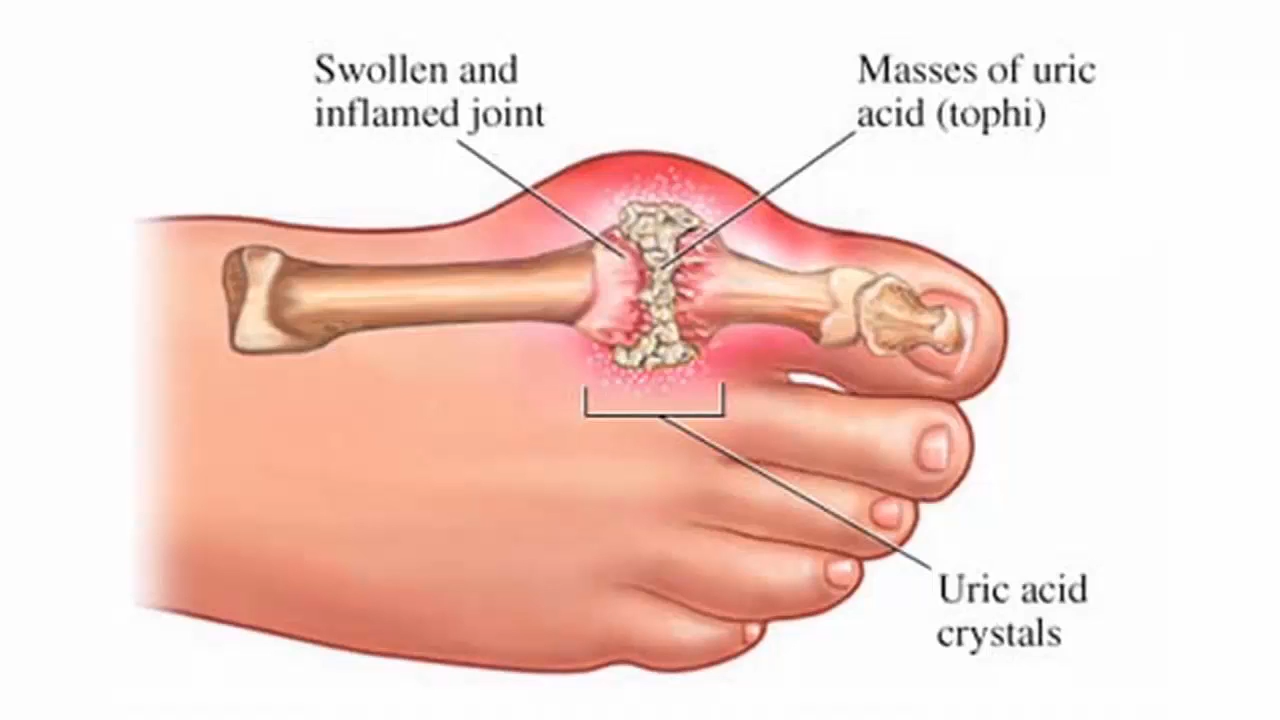 Swollen and
inflamed joint
Masses of uric
acid (tophi)
Uric acid
crystals